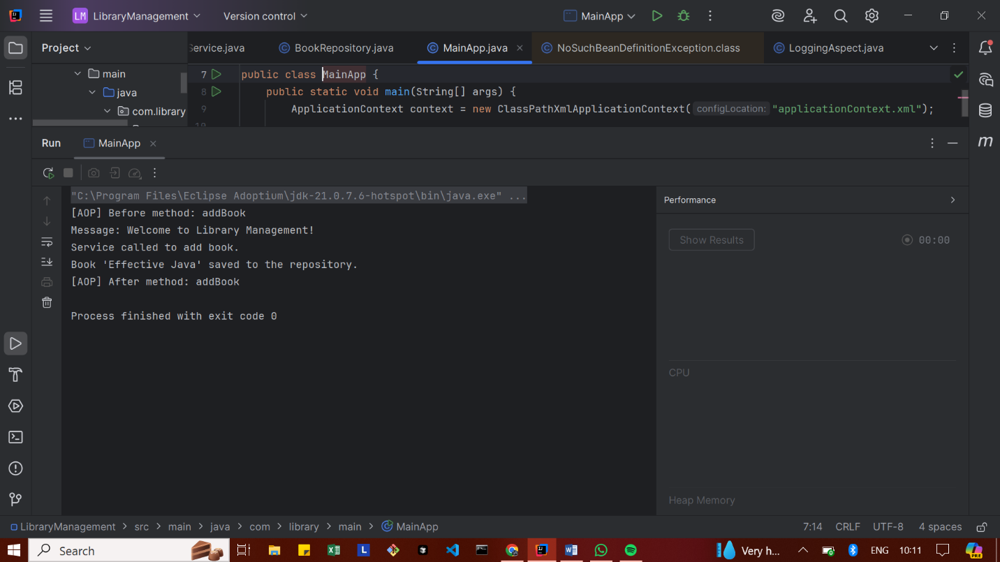 LM LibraryManagement Version control MainApp
Project Service.java BookRepository.java MainApp.java NoSuchBeanDefinitionException.class LoggingAspect.java
main
java
com.library
7 public class MainApp {
8 public static void main(String[] args) {
9 ApplicationContext context = new ClassPathXmlApplicationContext( configLocation: "applicationContext.xml");
10
Run MainApp
"C:\Program Files\Eclipse Adoptium\jdk-21.0.7.6-hotspot\bin\java.exe" ...
[AOP] Before method: addBook
Message: Welcome to Library Management!
Service called to add book.
Book 'Effective Java' saved to the repository.
[AOP] After method: addBook
Process finished with exit code 0
Performance
Show Results 00:00
CPU
Heap Memory
LibraryManagement > src > main > java > com > library > main > MainApp 7:14 CRLF UTF-8 4 spaces
Search Very h... ENG 10:11 PRE